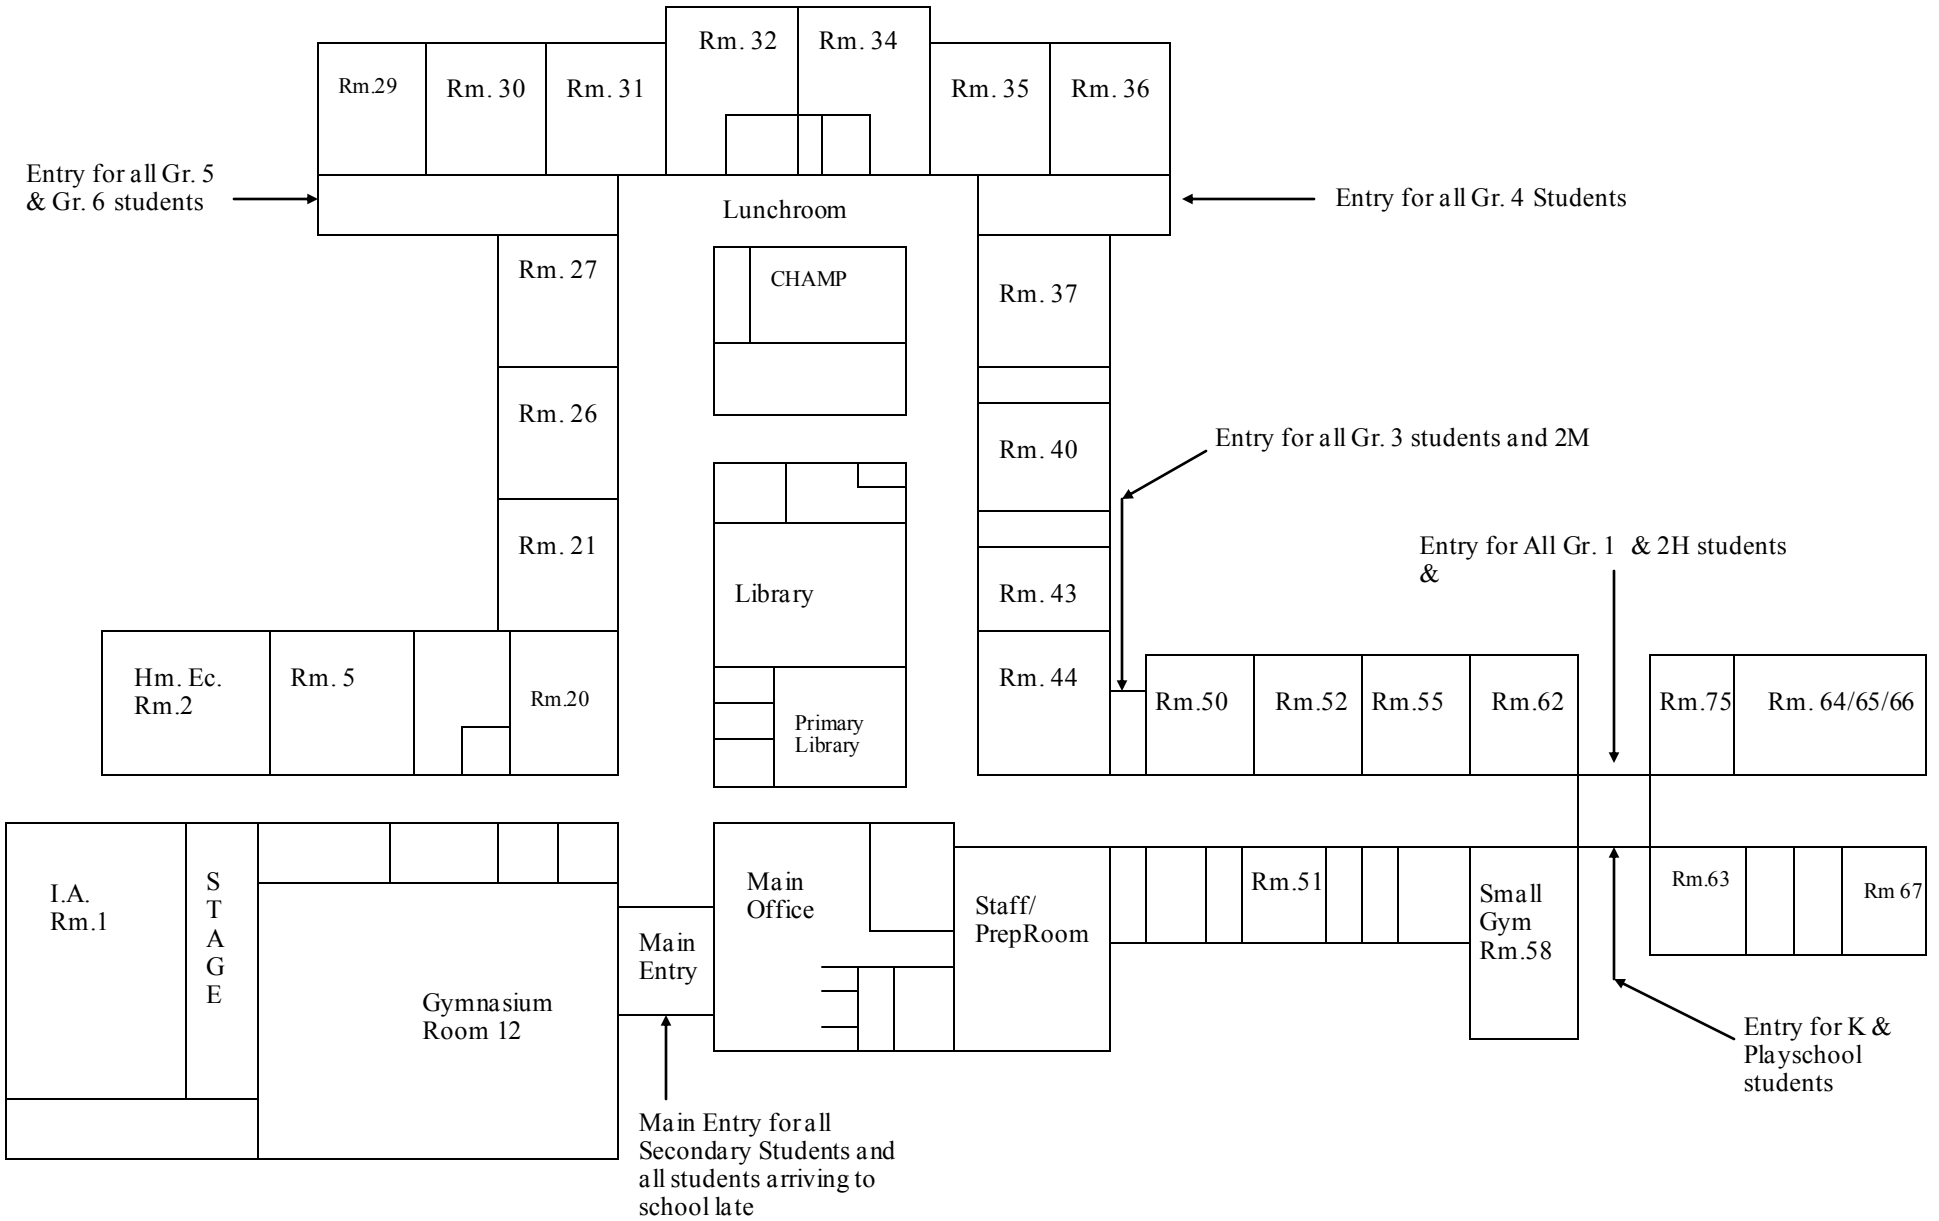 Rm. 32
Rm. 34
Rm.29
Rm. 30
Rm. 31
Rm. 35
Rm. 36
Entry for all Gr. 5
& Gr. 6 students
Lunchroom
Entry for all Gr. 4 Students
Rm. 27
CHAMP
Rm. 37
Rm. 26
Rm. 40
Entry for all Gr. 3 students and 2M
Rm. 21
Library
Rm. 43
Entry for All Gr. 1 & 2H students
&
Hm. Ec.
Rm.2
Rm. 5
Rm.20
Primary
Library
Rm. 44
Rm.50
Rm.52
Rm.55
Rm.62
Rm.75
Rm. 64/65/66
I.A.
Rm.1
S
T
A
G
E
Gymnasium
Room 12
Main
Entry
Main
Office
Staff/
PrepRoom
Rm.51
Small
Gym
Rm.58
Rm.63
Rm 67
Entry for K &
Playschool
students
Main Entry for all
Secondary Students and
all students arriving to
school late